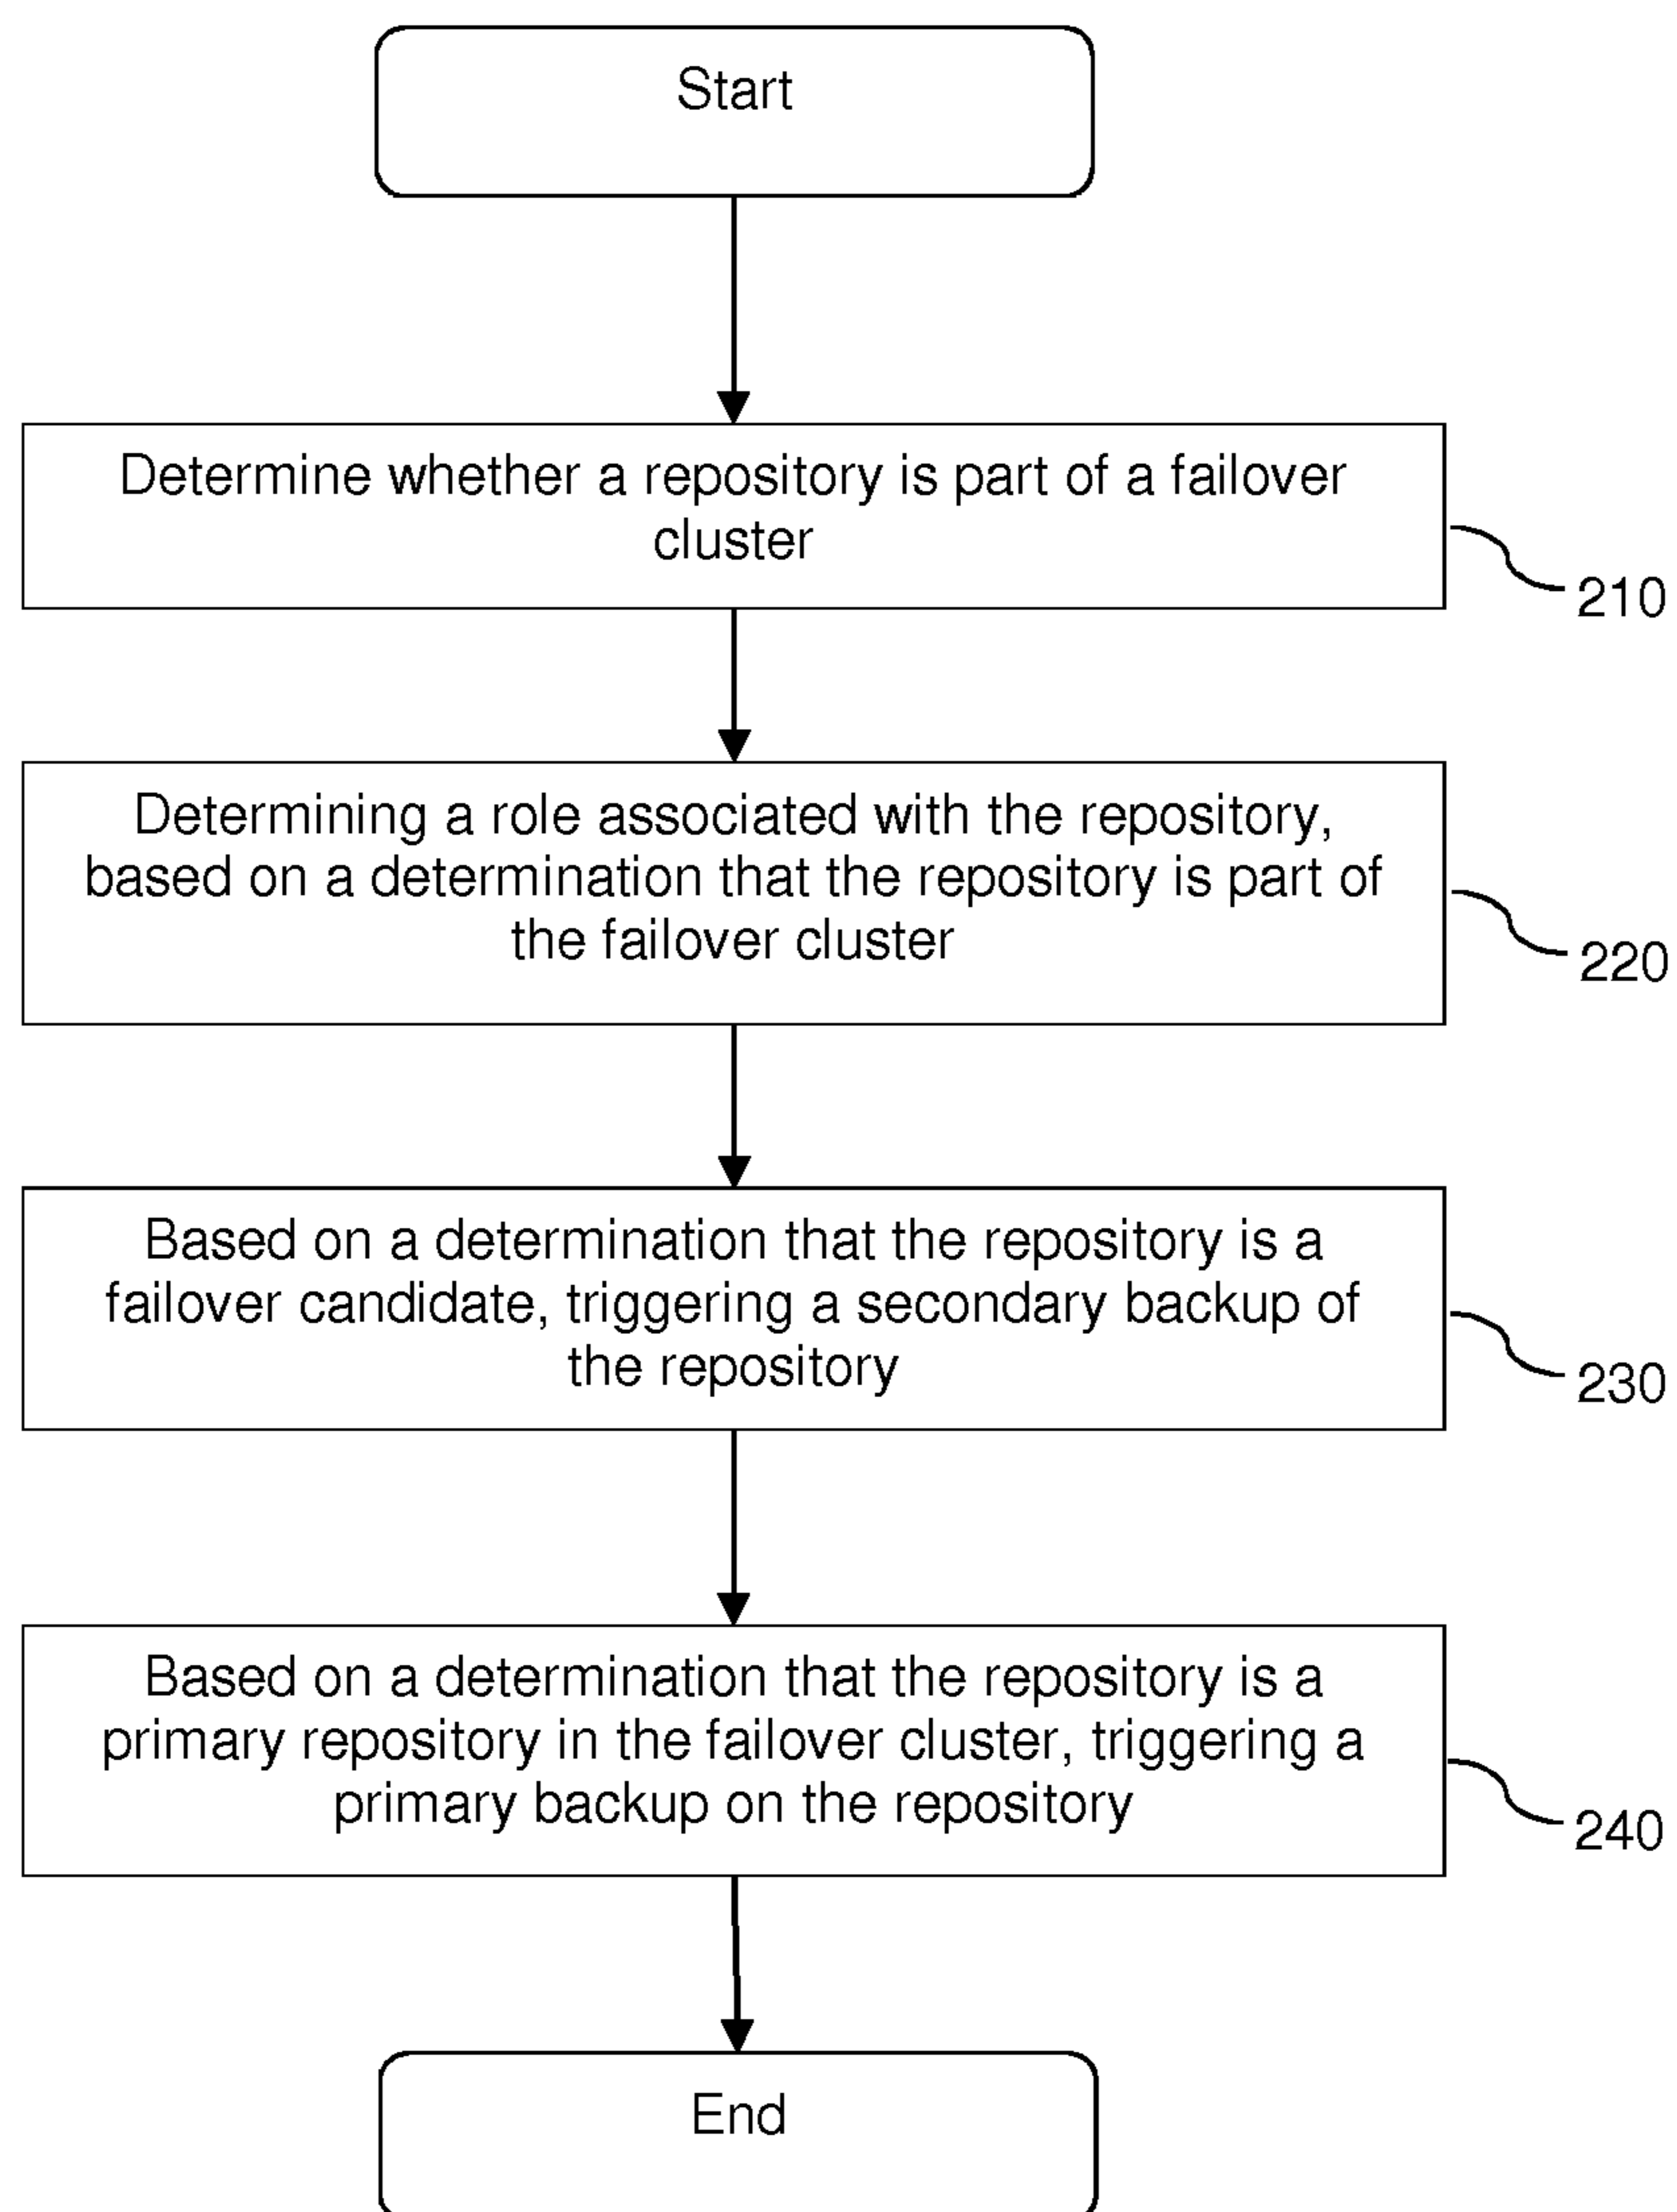 Start
Determine whether a repository is part of a failover
cluster
210
Determining a role associated with the repository,
based on a determination that the repository is part of
the failover cluster
220
Based on a determination that the repository is a
failover candidate, triggering a secondary backup of
the repository
230
Based on a determination that the repository is a
primary repository in the failover cluster, triggering a
primary backup on the repository
240
End